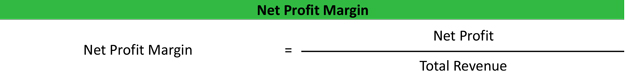 Net Profit Margin
Net Profit
Net Profit Margin =
Total Revenue